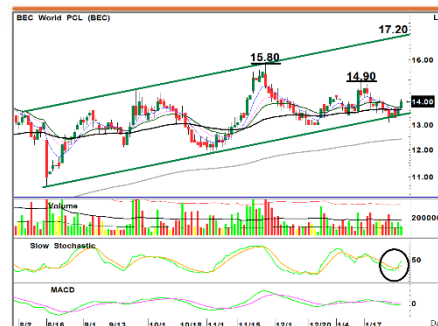 BEC World PCL (BEC)
L
17.20
15.80
16.00
14.90
14.00
13.00
12.00
11.00
Volume
200000
Slow Stochastic
50
MACD
0
8/2 8/16 9/1 9/13 10/1 10/18 11/1 11/15 12/1 12/20 1/4 1/17 Da